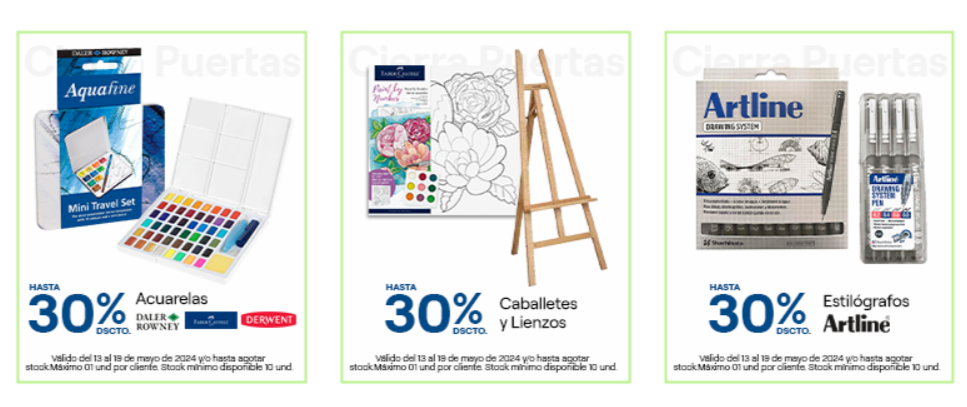 Cierra Puertas
DALER ROWNEY
Aquafine
Mini Travel Set
HASTA
30%
DSCTO.
Acuarelas
DALER
ROWNEY
FABER-CASTELL
DERWENT
Válido del 13 al 19 de mayo de 2024 y/o hasta agotar
stock.Máximo 01 und por cliente. Stock mínimo disponible 10 und.
Cierra Puertas
FABER-CASTELL
Paint by
Number
HASTA
30%
DSCTO.
Caballetes
y Lienzos
Válido del 13 al 19 de mayo de 2024 y/o hasta agotar
stock.Máximo 01 und por cliente. Stock mínimo disponible 10 und.
Cierra Puertas
Artline
DRAWING SYSTEM
Shachihata
Artline
DRAWING
SYSTEM
PEN
HASTA
30%
DSCTO.
Estilógrafos
Artline
Válido del 13 al 19 de mayo de 2024 y/o hasta agotar
stock.Máximo 01 und por cliente. Stock mínimo disponible 10 und.